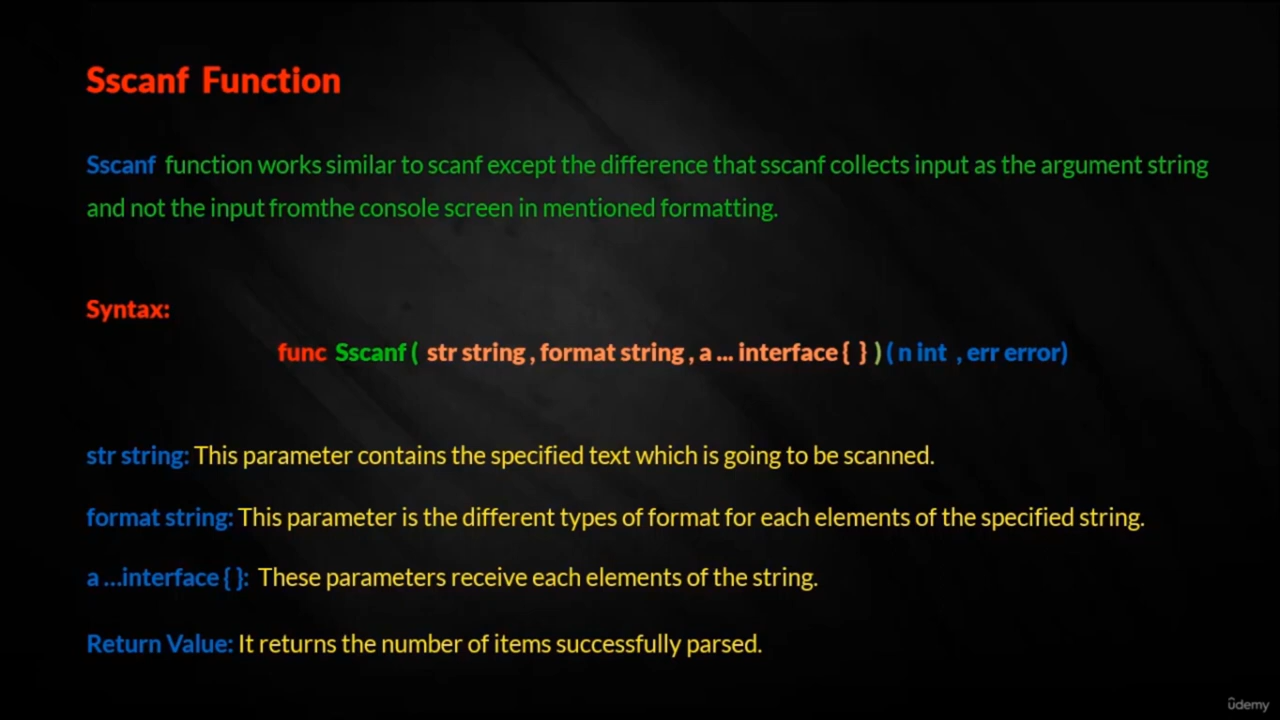 Sscanf Function
Sscanf function works similar to scanf except the difference that sscanf collects input as the argument string
and not the input fromthe console screen in mentioned formatting.
Syntax:
func Sscanf ( str string , format string , a ... interface { } ) ( n int , err error)
str string: This parameter contains the specified text which is going to be scanned.
format string: This parameter is the different types of format for each elements of the specified string.
a ...interface { }: These parameters receive each elements of the string.
Return Value: It returns the number of items successfully parsed.
ûdemy